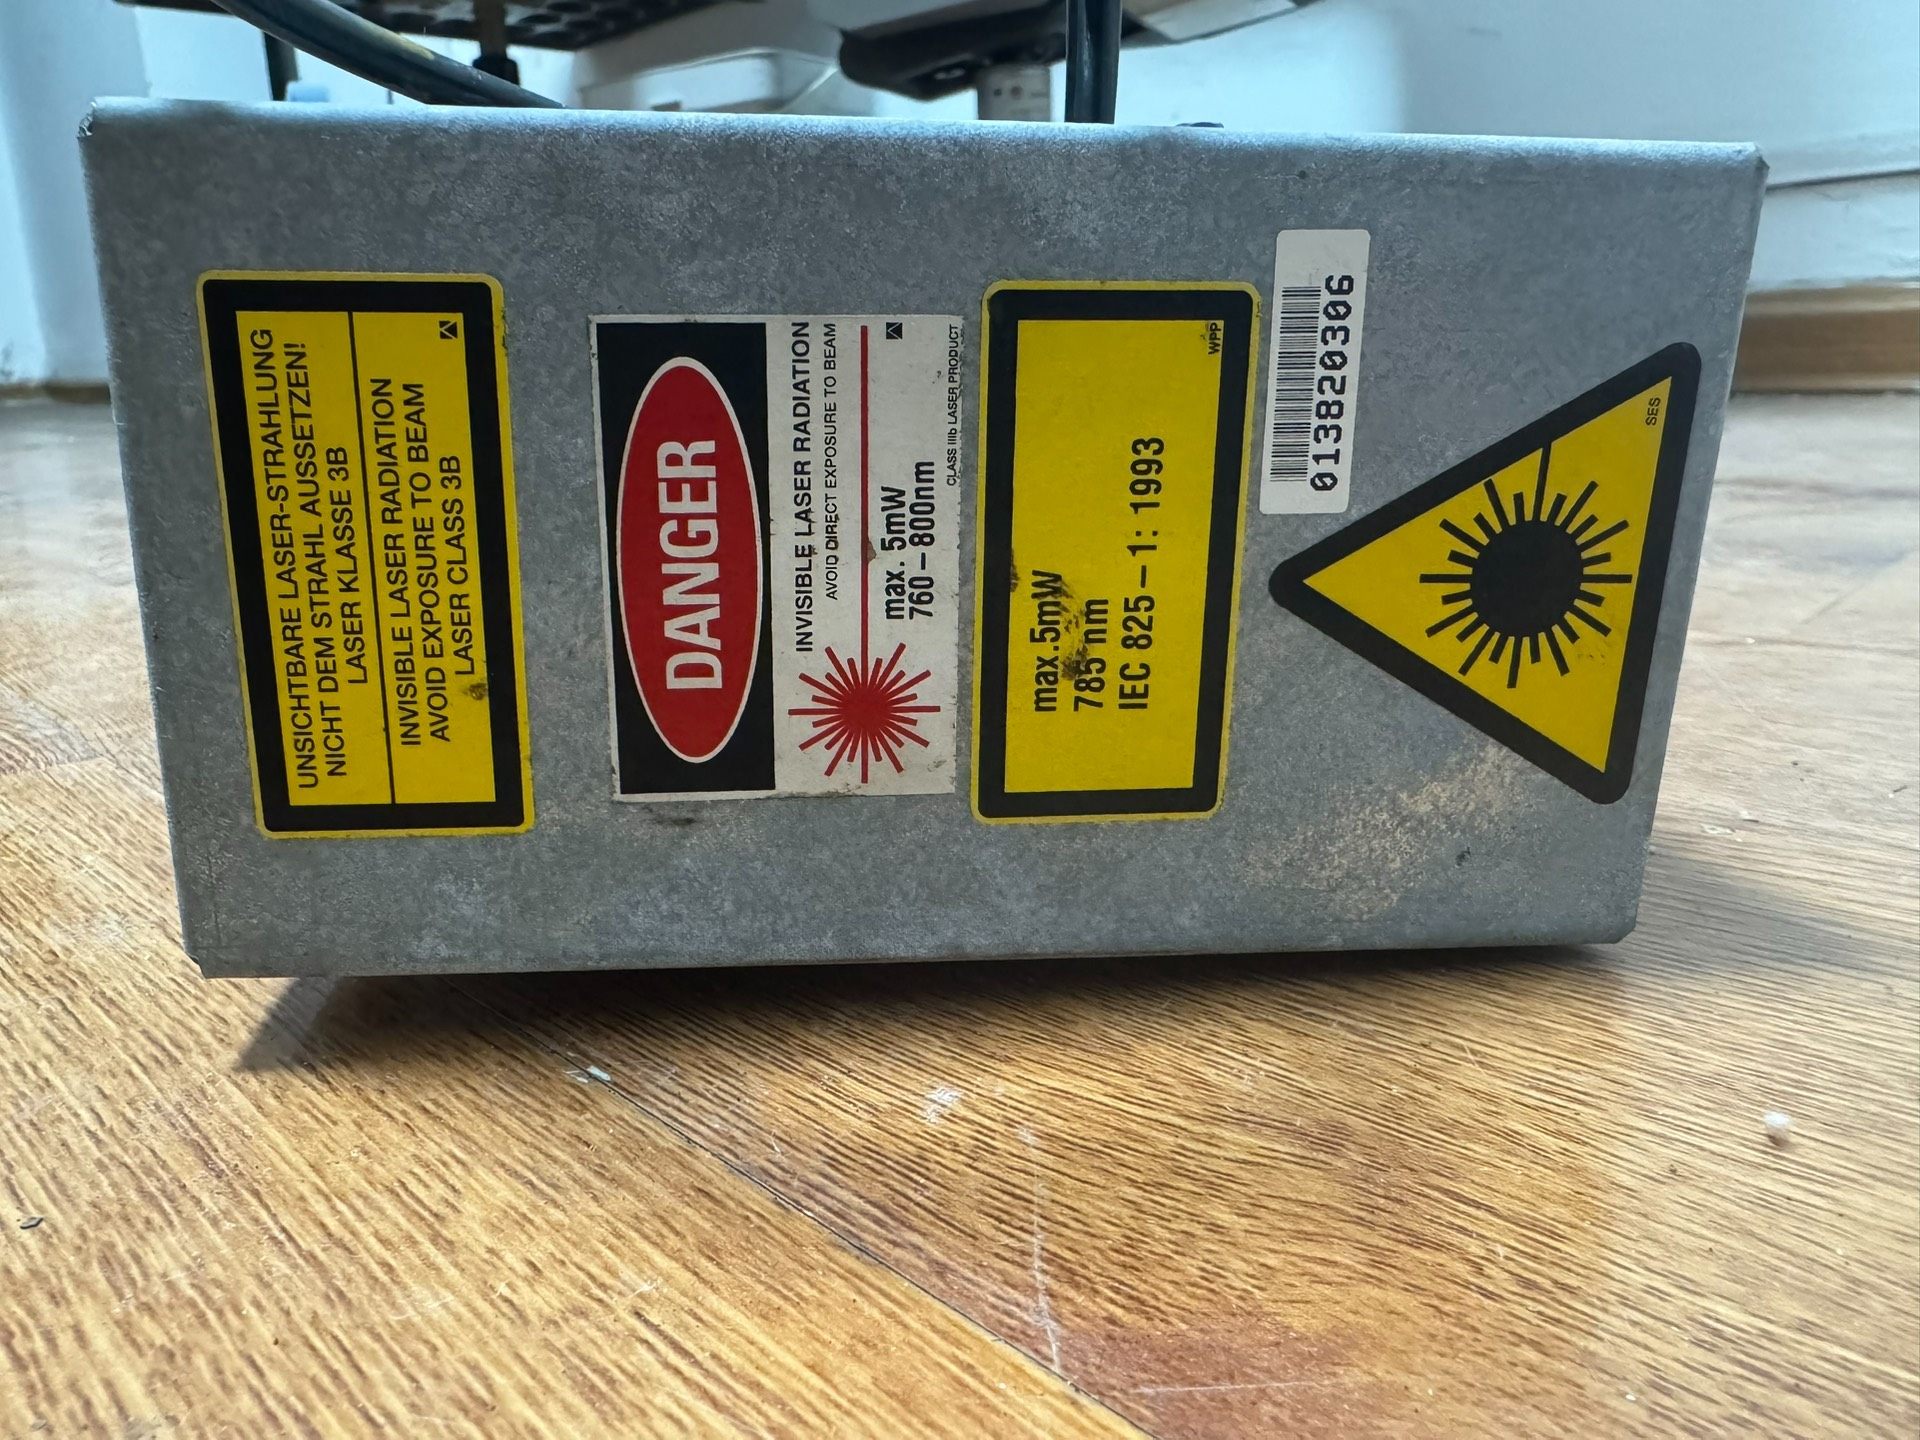 UNSICHTBARE LASER-STRAHLUNG
NICHT DEM STRAHL AUSSETZEN!
LASER KLASSE 3B
INVISIBLE LASER RADIATION
AVOID EXPOSURE TO BEAM
LASER CLASS 3B
DANGER
INVISIBLE LASER RADIATION
AVOID DIRECT EXPOSURE TO BEAM
max. 5mW
760-800nm
CLASS IIIb LASER PRODUCT
max.5mW
785 nm
IEC 825-1: 1993
WPP
01382030​6
SES